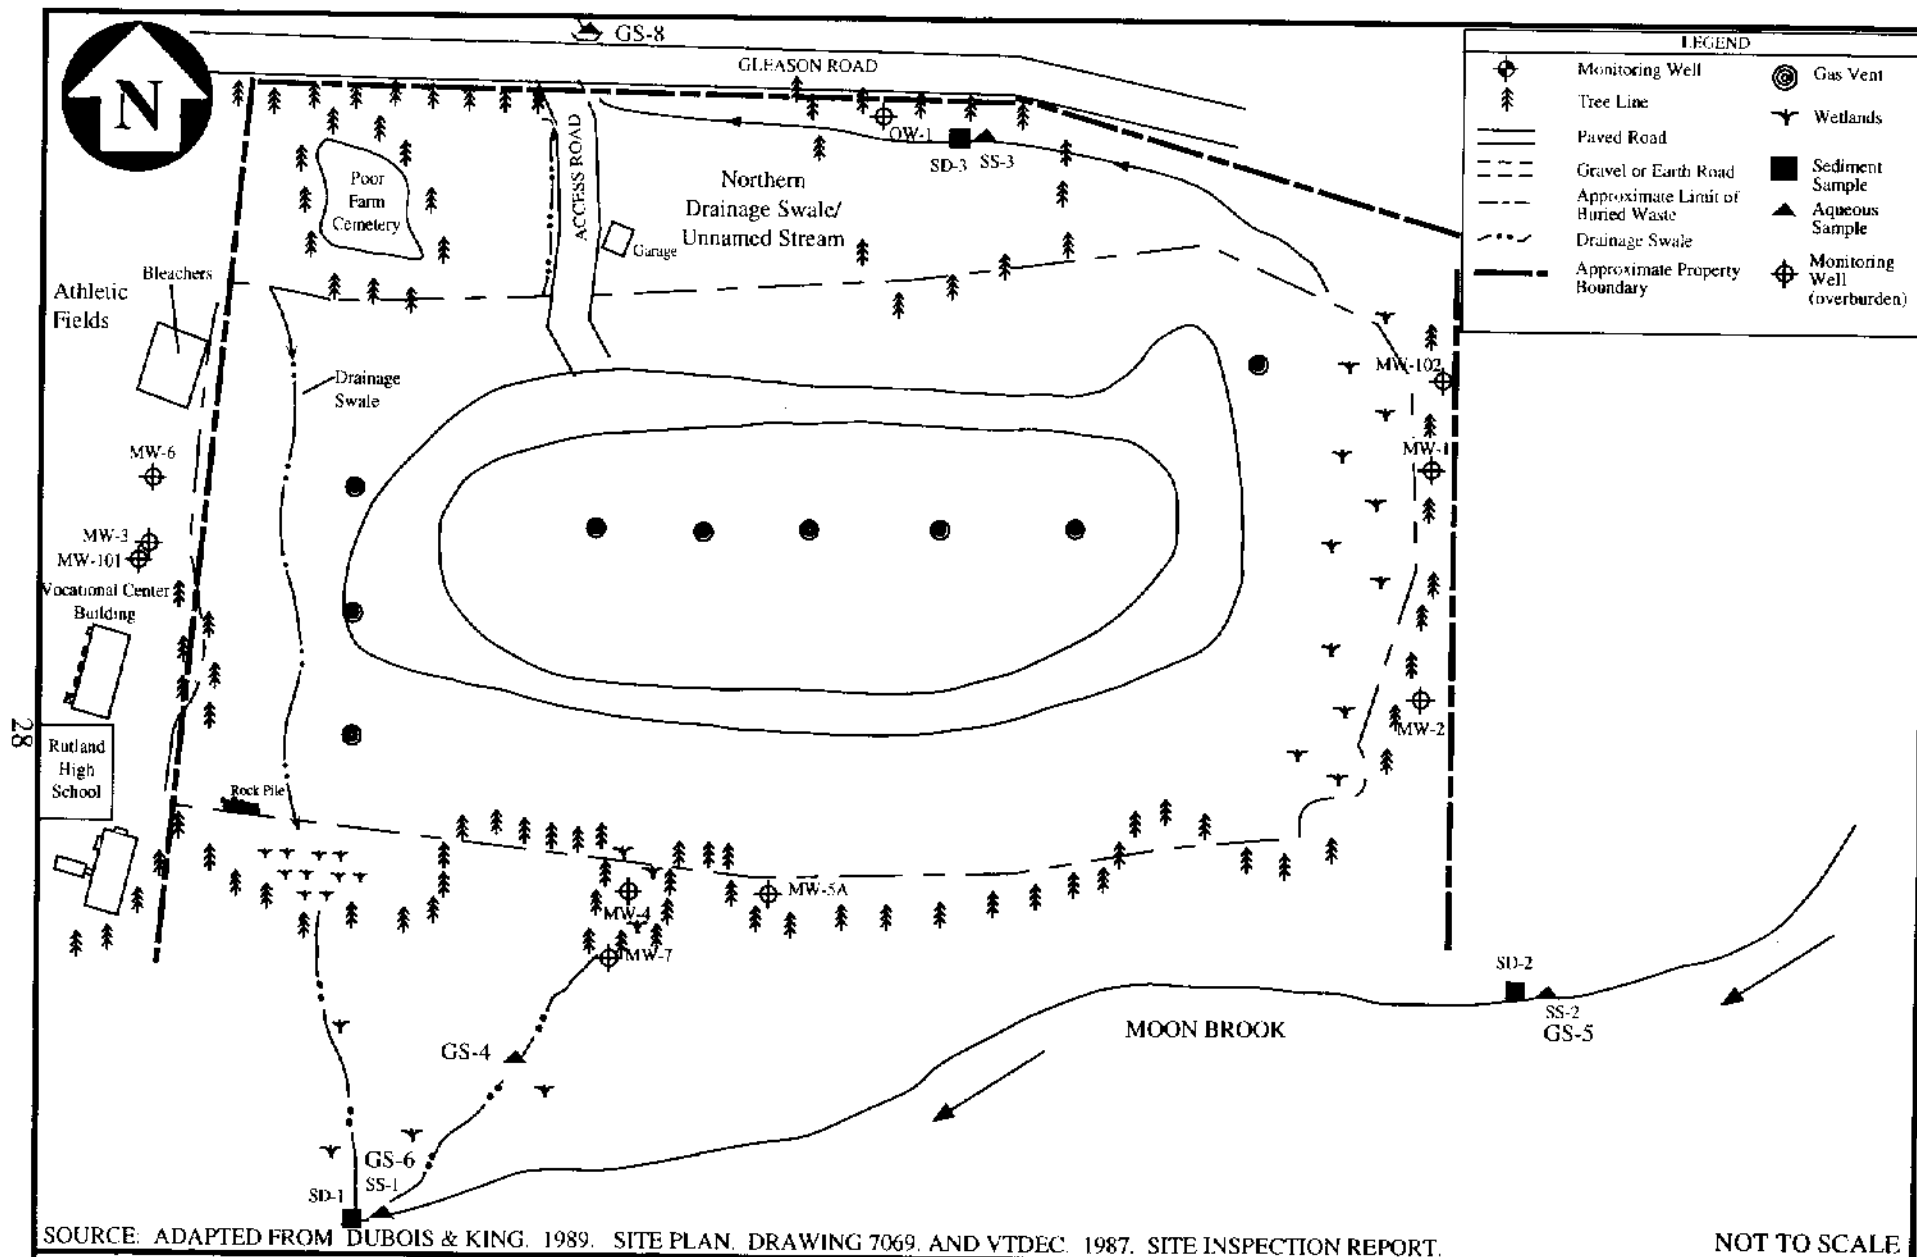 GS-8
GLEASON ROAD
N
LEGEND
Monitoring Well
Tree Line
Paved Road
Gravel or Earth Road
Approximate Limit of
Buried Waste
Drainage Swale
Approximate Property
Boundary
Gas Vent
Wetlands
Sediment
Sample
Aqueous
Sample
Monitoring
Well
(overburden)
OW-1
SD-3
SS-3
ACCESS ROAD
Poor
Farm
Cemetery
Northern
Drainage Swale/
Unnamed Stream
Garage
Bleachers
Athletic
Fields
Drainage
Swale
MW-102
MW-6
MW-1
MW-3
MW-101
Vocational Center
Building
MW-2
28
Rutland
High
School
Rock Pile
MW-5A
MW-4
MW-7
SD-2
SS-2
GS-5
MOON BROOK
GS-4
GS-6
SS-1
SD-1
SOURCE: ADAPTED FROM DUBOIS & KING. 1989. SITE PLAN. DRAWING 7069. AND VTDEC. 1987. SITE INSPECTION REPORT.
NOT TO SCALE